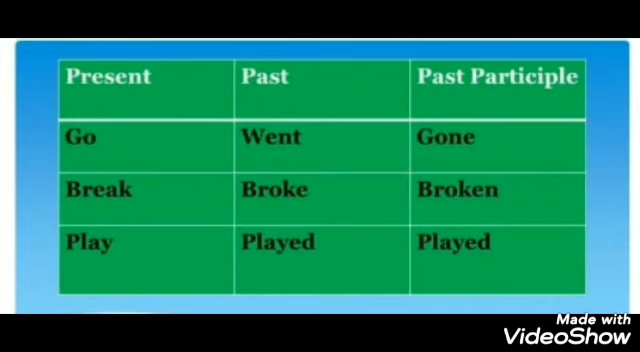 Present Past Past Participle
Go Went Gone
Break Broke Broken
Play Played Played
Made with
VideoShow